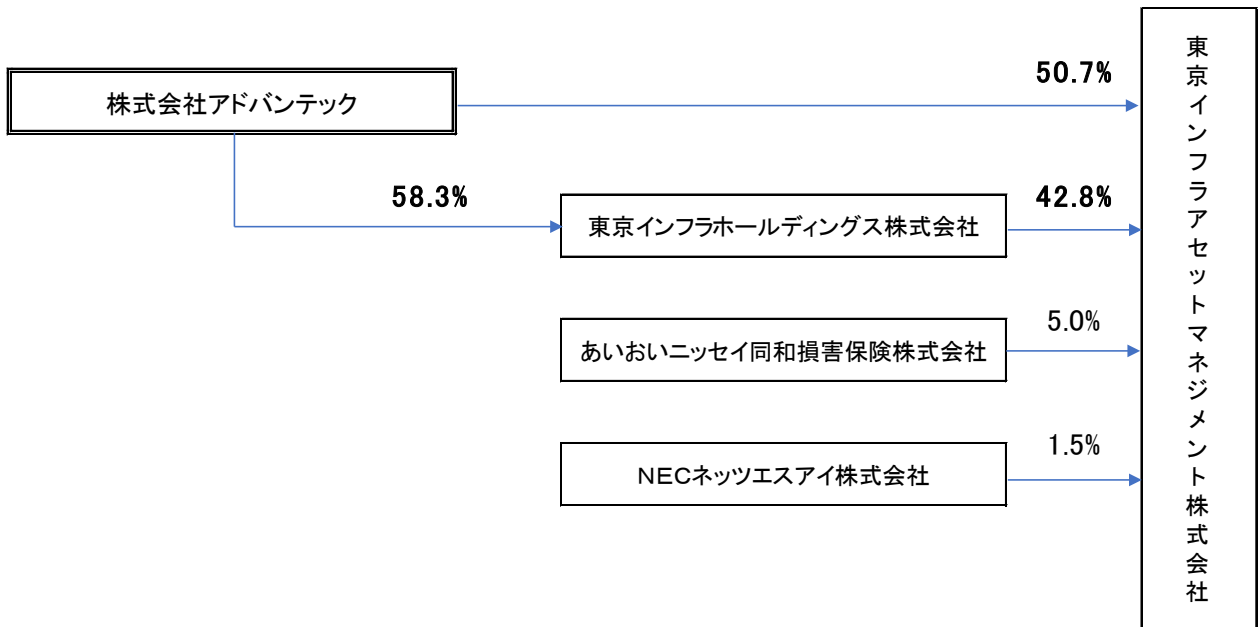 50.7%
株式会社アドバンテック
58.3%
42.8%
東京インフラホールディングス株式会社
5.0%
あいおいニッセイ同和損害保険株式会社
1.5%
NECネッツエスアイ株式会社
東京インフラアセットマネジメント株式会社